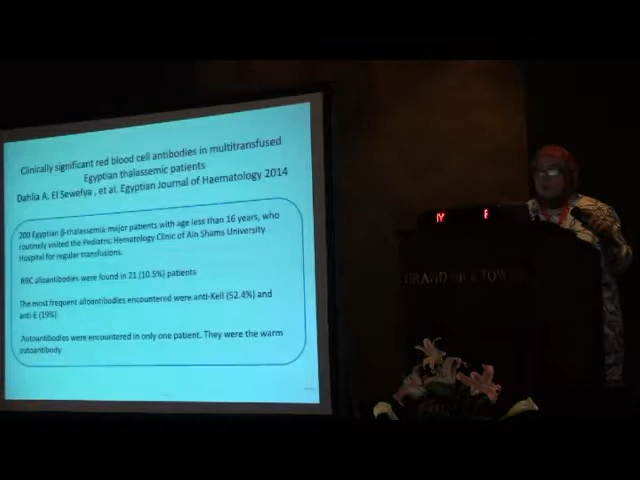 Clinically significant red blood cell antibodies in multitransfused
Egyptian thalassemic patients
Dahlia A. El Sewefya , et al. Egyptian Journal of Haematology 2014
200 Egyptian β-thalassemia-major patients with age less than 16 years, who
routinely visited the Pediatric Hematology Clinic of Ain Shams University
Hospital for regular transfusions.
RBC alloantibodies were found in 21 (10.5%) patients
The most frequent alloantibodies encountered were anti-Kell (52.4%) and
anti-E (19%)
Autoantibodies were encountered in only one patient. They were the warm
autoantibody
GRAND NILE TOWER